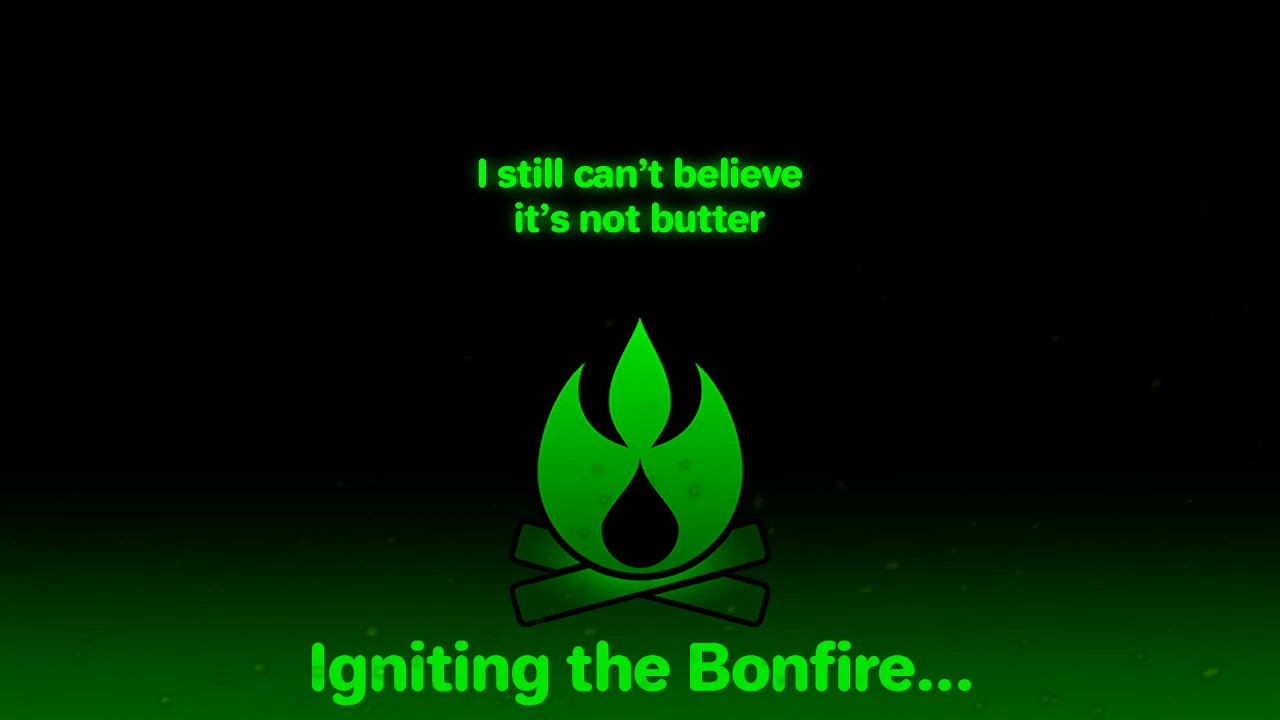 I still can’t believe
it’s not butter
Igniting the Bonfire...